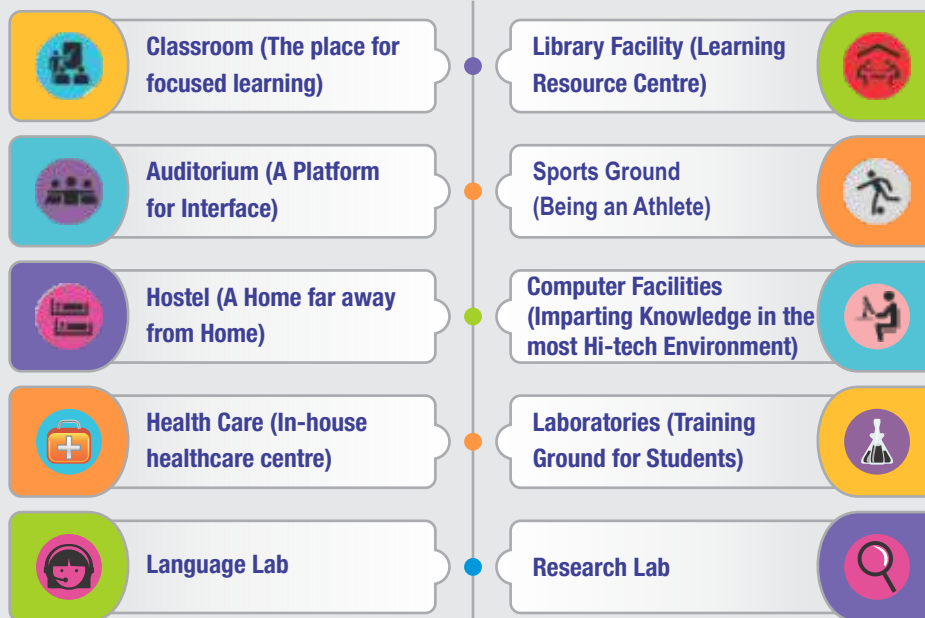 Classroom (The place for
focused learning)
Library Facility (Learning
Resource Centre)
Auditorium (A Platform
for Interface)
Sports Ground
(Being an Athlete)
Hostel (A Home far away
from Home)
Computer Facilities
(Imparting Knowledge in the
most Hi-tech Environment)
Health Care (In-house
healthcare centre)
Laboratories (Training
Ground for Students)
Language Lab
Research Lab